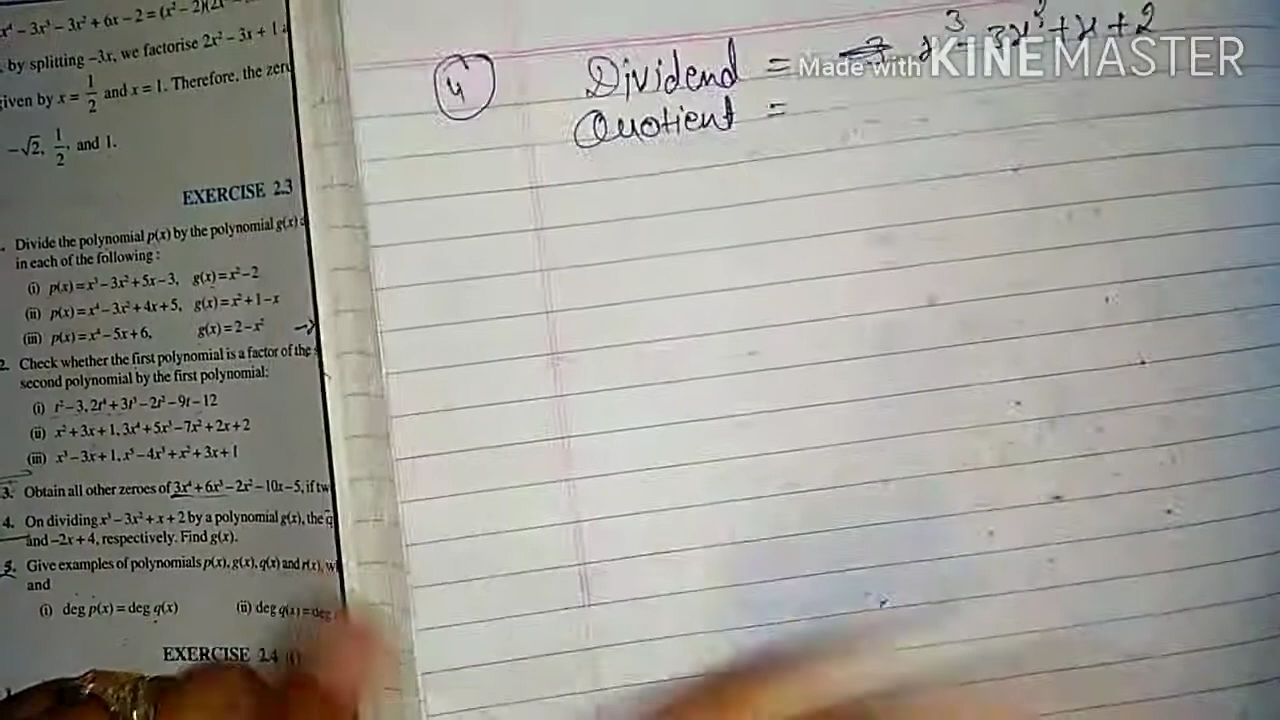 x⁴ – 3x³ – 3x² + 6x – 2 = (x² – 2)(2x²
by splitting –3x, we factorise 2x² – 3x + 1
given by x = 1/2 and x = 1. Therefore, the
–√2, 1/2, and 1.
EXERCISE 2.3
Divide the polynomial p(x) by the polynomial g(x)
in each of the following :
(i) p(x) = x³ – 3x² + 5x – 3, g(x) = x² – 2
(ii) p(x) = x⁴ – 3x² + 4x + 5, g(x) = x² + 1 – x
(iii) p(x) = x⁴ – 5x + 6, g(x) = 2 – x²
2. Check whether the first polynomial is a factor of the
second polynomial by the first polynomial:
(i) t² – 3, 2t⁴ + 3t³ – 2t² – 9t – 12
(ii) x² + 3x + 1, 3x⁴ + 5x³ – 7x² + 2x + 2
(iii) x³ – 3x + 1, x⁵ – 4x³ + x² + 3x + 1
3. Obtain all other zeroes of 3x⁴ + 6x³ – 2x² – 10x – 5, if
4. On dividing x³ – 3x² + x + 2 by a polynomial g(x), the
and –2x + 4, respectively. Find g(x).
5. Give examples of polynomials p(x), g(x), q(x) and r(x),
and
(i) deg p(x) = deg q(x) (ii) deg q(x) = deg
EXERCISE 2.4
4 Dividend = x³ - 3x² + x + 2
Quotient =
Made with KINEMASTER